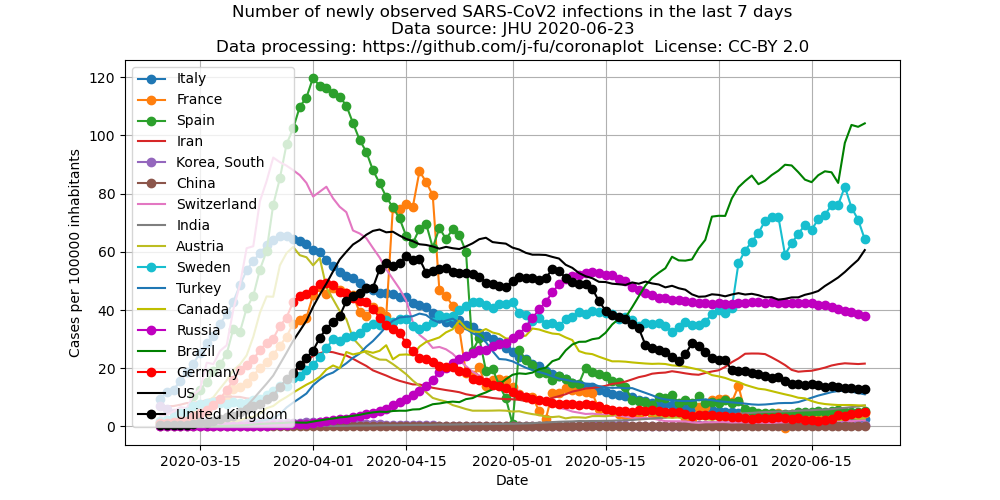 Number of newly observed SARS-CoV2 infections in the last 7 days
Data source: JHU 2020-06-23
Data processing: https://github.com/j-fu/coronaplot  License: CC-BY 2.0
Cases per 100000 inhabitants
120
100
80
60
40
20
0
Italy
France
Spain
Iran
Korea, South
China
Switzerland
India
Austria
Sweden
Turkey
Canada
Russia
Brazil
Germany
US
United Kingdom
2020-03-15 2020-04-01 2020-04-15 2020-05-01 2020-05-15 2020-06-01 2020-06-15
Date